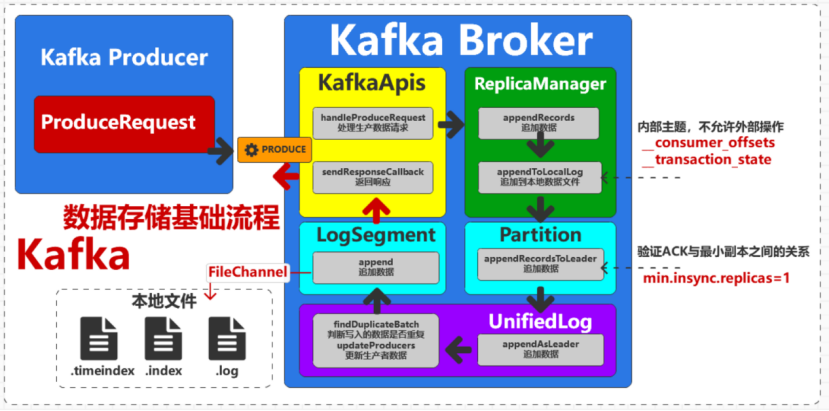 Kafka Producer
ProduceRequest
PRODUCE
Kafka Broker
KafkaApis
handleProduceRequest
处理生产数据请求
sendResponseCallback
返回响应
ReplicaManager
appendRecords
追加数据
appendToLocalLog
追加到本地数据文件
内部主题，不允许外部操作
__consumer_offsets
__transaction_state
数据存储基础流程
Kafka
LogSegment
append
追加数据
Partition
appendRecordsToLeader
追加数据
验证ACK与最小副本之间的关系
min.insync.replicas=1
FileChannel
本地文件
.timeindex
.index
.log
findDuplicateBatch
判断写入的数据是否重复
updateProducers
更新生产者数据
UnifiedLog
appendAsLeader
追加数据